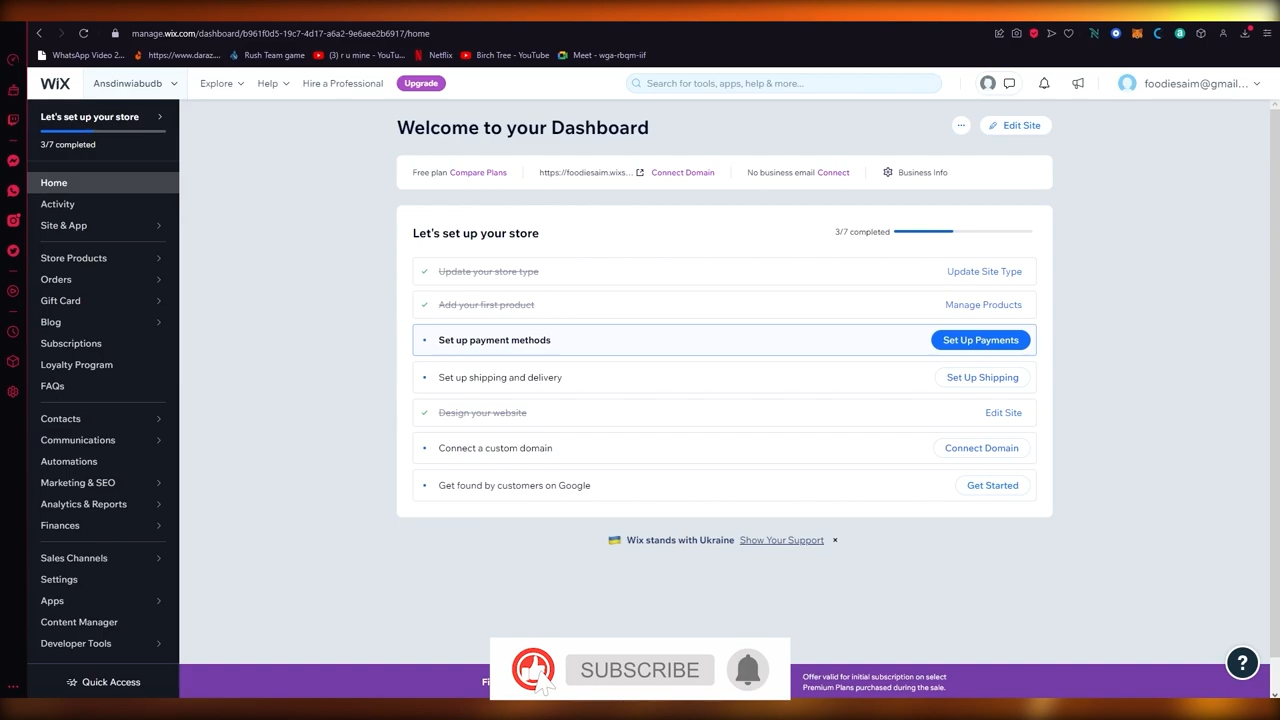 manage.wix.com/dashboard/b961f0d5-19c7-4d17-a6a2-9e6aee2b6917/home
WhatsApp Video 2... https://www.daraz.... Rush Team game (3) r u mine - YouTu... Netflix Birch Tree - YouTube Meet - wga-rbqm-iif
WIX Ansdinwiabudb Explore Help Hire a Professional Upgrade Search for tools, apps, help & more... foodiesaim@gmail....
Let's set up your store
3/7 completed
Home
Activity
Site & App
Store Products
Orders
Gift Card
Blog
Subscriptions
Loyalty Program
FAQs
Contacts
Communications
Automations
Marketing & SEO
Analytics & Reports
Finances
Sales Channels
Settings
Apps
Content Manager
Developer Tools
Quick Access
Welcome to your Dashboard
... Edit Site
Free plan Compare Plans https://foodiesaim.wixs... Connect Domain No business email Connect Business Info
Let's set up your store 3/7 completed
Update your store type Update Site Type
Add your first product Manage Products
Set up payment methods Set Up Payments
Set up shipping and delivery Set Up Shipping
Design your website Edit Site
Connect a custom domain Connect Domain
Get found by customers on Google Get Started
Wix stands with Ukraine Show Your Support ×
SUBSCRIBE
Offer valid for initial subscription on select
Premium Plans purchased during the sale.
?